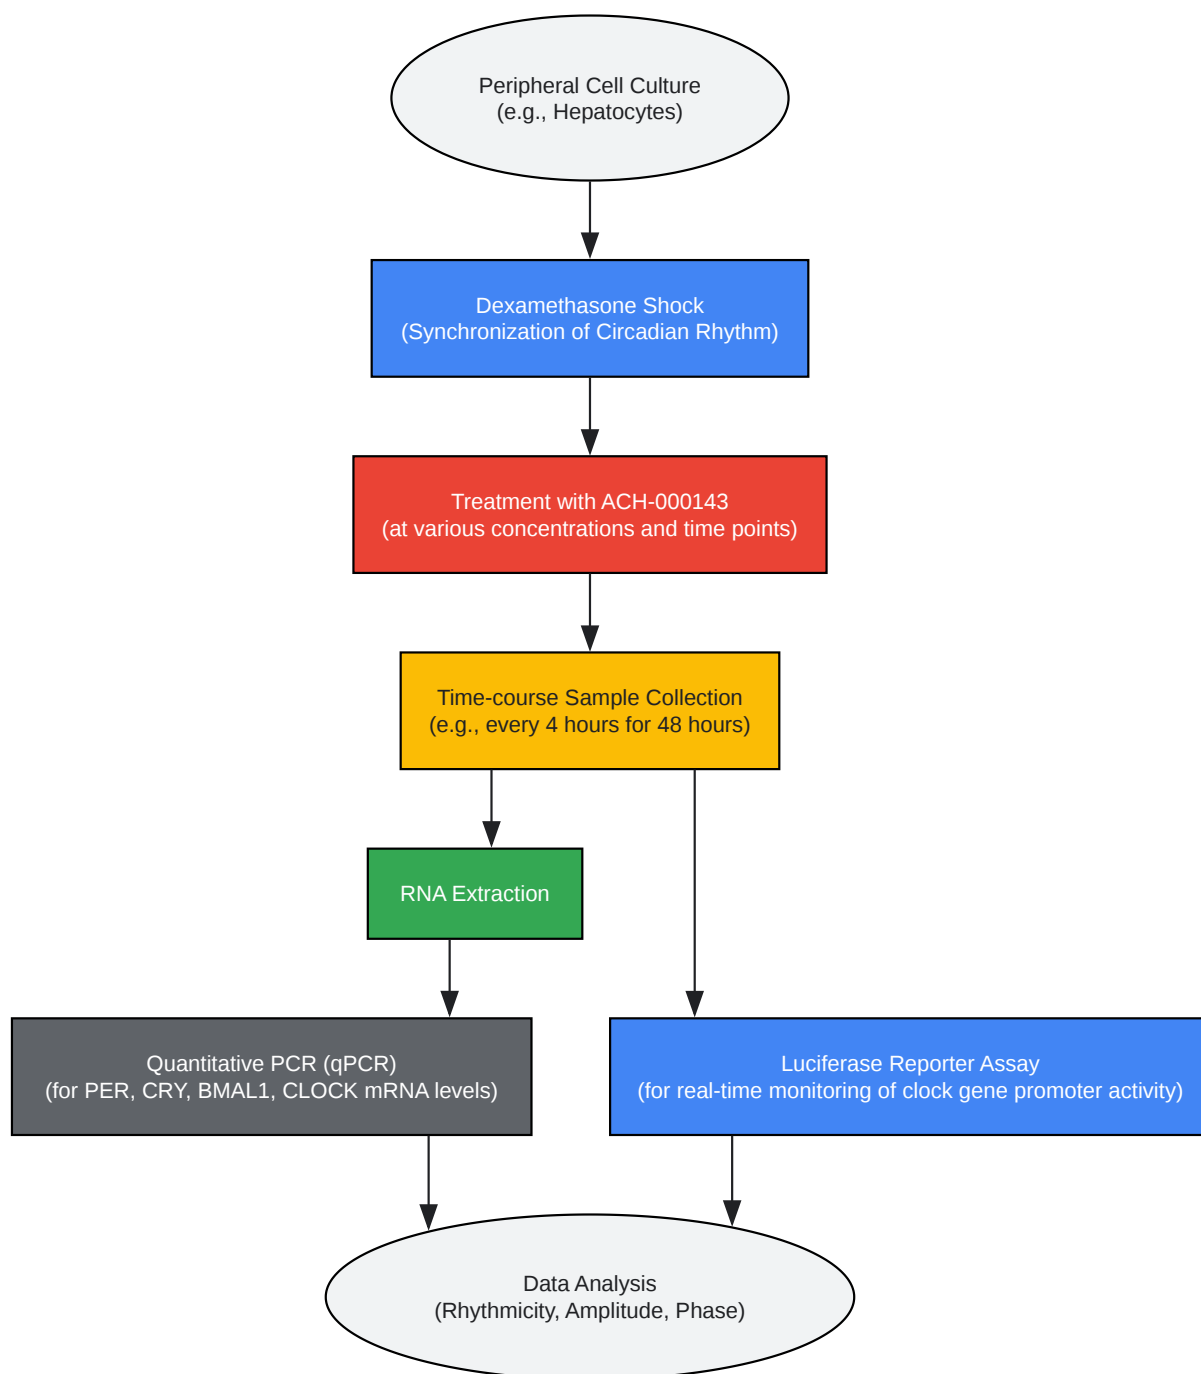 Peripheral Cell Culture
(e.g., Hepatocytes)
Dexamethasone Shock
(Synchronization of Circadian Rhythm)
Treatment with ACH-000143
(at various concentrations and time points)
Time-course Sample Collection
(e.g., every 4 hours for 48 hours)
RNA Extraction
Quantitative PCR (qPCR)
(for PER, CRY, BMAL1, CLOCK mRNA levels)
Luciferase Reporter Assay
(for real-time monitoring of clock gene promoter activity)
Data Analysis
(Rhythmicity, Amplitude, Phase)